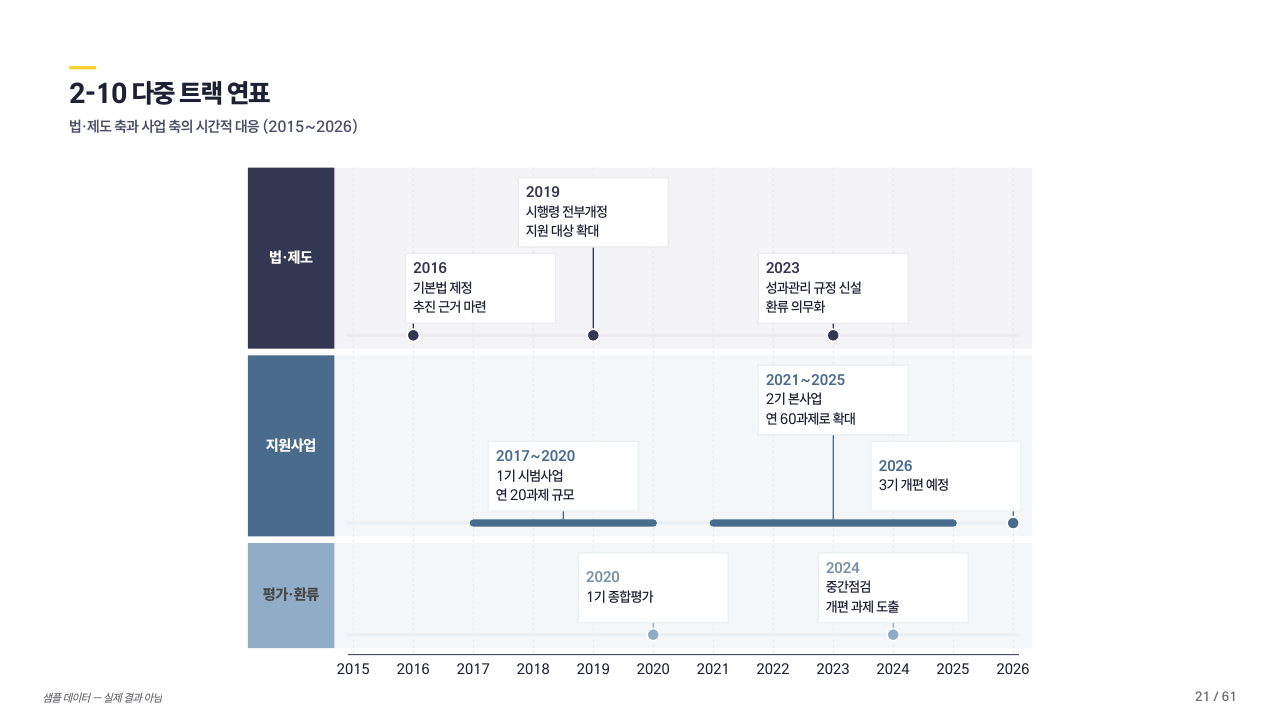 2-10 다중 트랙 연표
법·제도 축과 사업 축의 시간적 대응 (2015~2026)
법·제도
2019
시행령 전부개정
지원 대상 확대
2016
기본법 제정
추진 근거 마련
2023
성과관리 규정 신설
환류 의무화
지원사업
2021~2025
2기 본사업
연 60과제로 확대
2017~2020
1기 시범사업
연 20과제 규모
2026
3기 개편 예정
평가·환류
2020
1기 종합평가
2024
중간점검
개편 과제 도출
2015 2016 2017 2018 2019 2020 2021 2022 2023 2024 2025 2026
샘플 데이터 — 실제 결과 아님
21 / 61